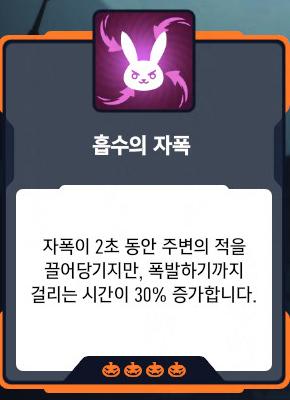 흡수의 자폭
자폭이 2초 동안 주변의 적을
끌어당기지만, 폭발하기까지
걸리는 시간이 30% 증가합니다.